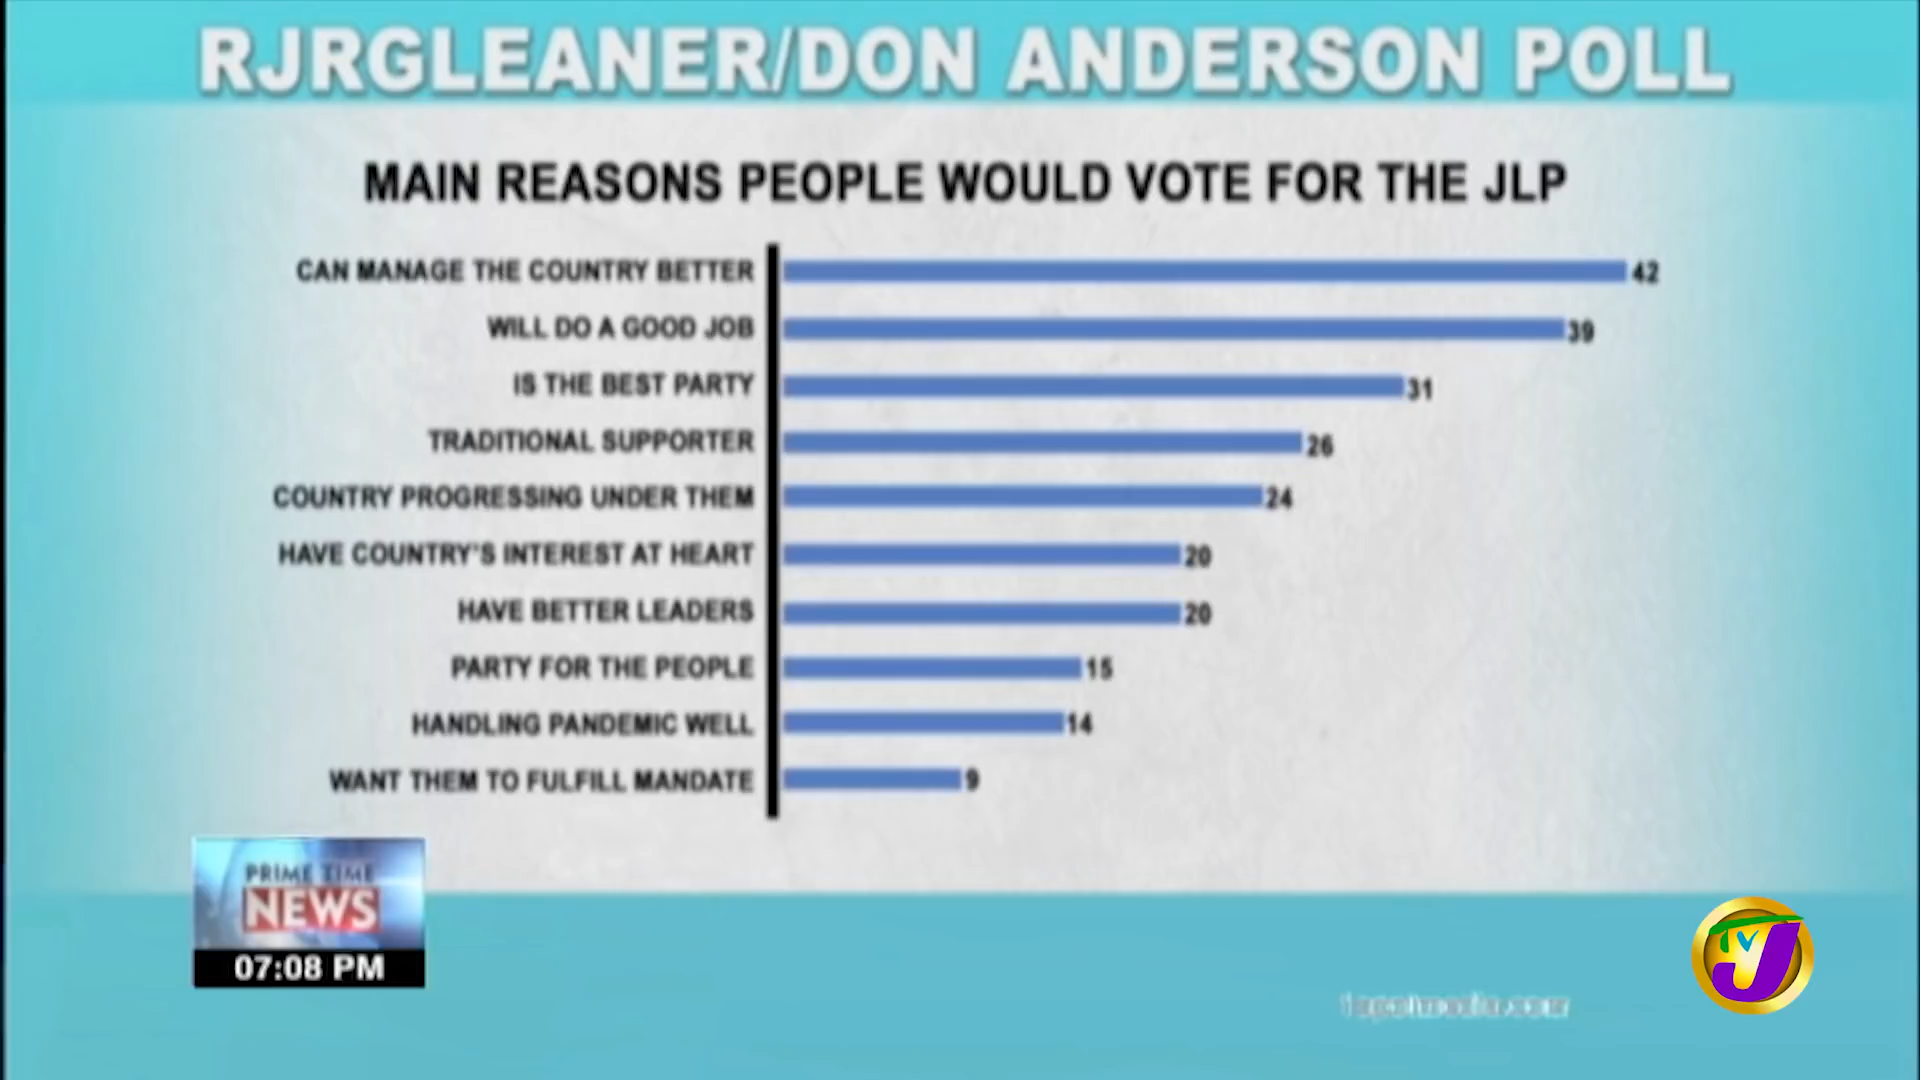 RJRGLEANER/DON ANDERSON POLL
MAIN REASONS PEOPLE WOULD VOTE FOR THE JLP
CAN MANAGE THE COUNTRY BETTER 42
WILL DO A GOOD JOB 39
IS THE BEST PARTY 31
TRADITIONAL SUPPORTER 26
COUNTRY PROGRESSING UNDER THEM 24
HAVE COUNTRY'S INTEREST AT HEART 20
HAVE BETTER LEADERS 20
PARTY FOR THE PEOPLE 15
HANDLING PANDEMIC WELL 14
WANT THEM TO FULFILL MANDATE 9
PRIME TIME
NEWS
07:08 PM
TVJ